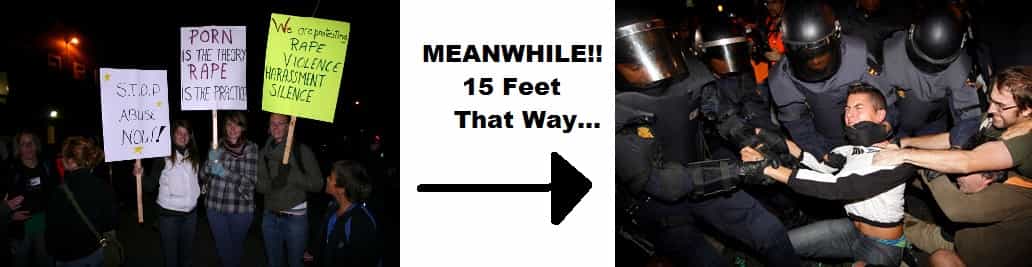 S.T.O.P
ABUSE
NOW!!
PORN
IS THE THEORY
RAPE
IS THE PRACTICE
We are protesting
RAPE
VIOLENCE
HARASSMENT
SILENCE
MEANWHILE!!
15 Feet
That Way...